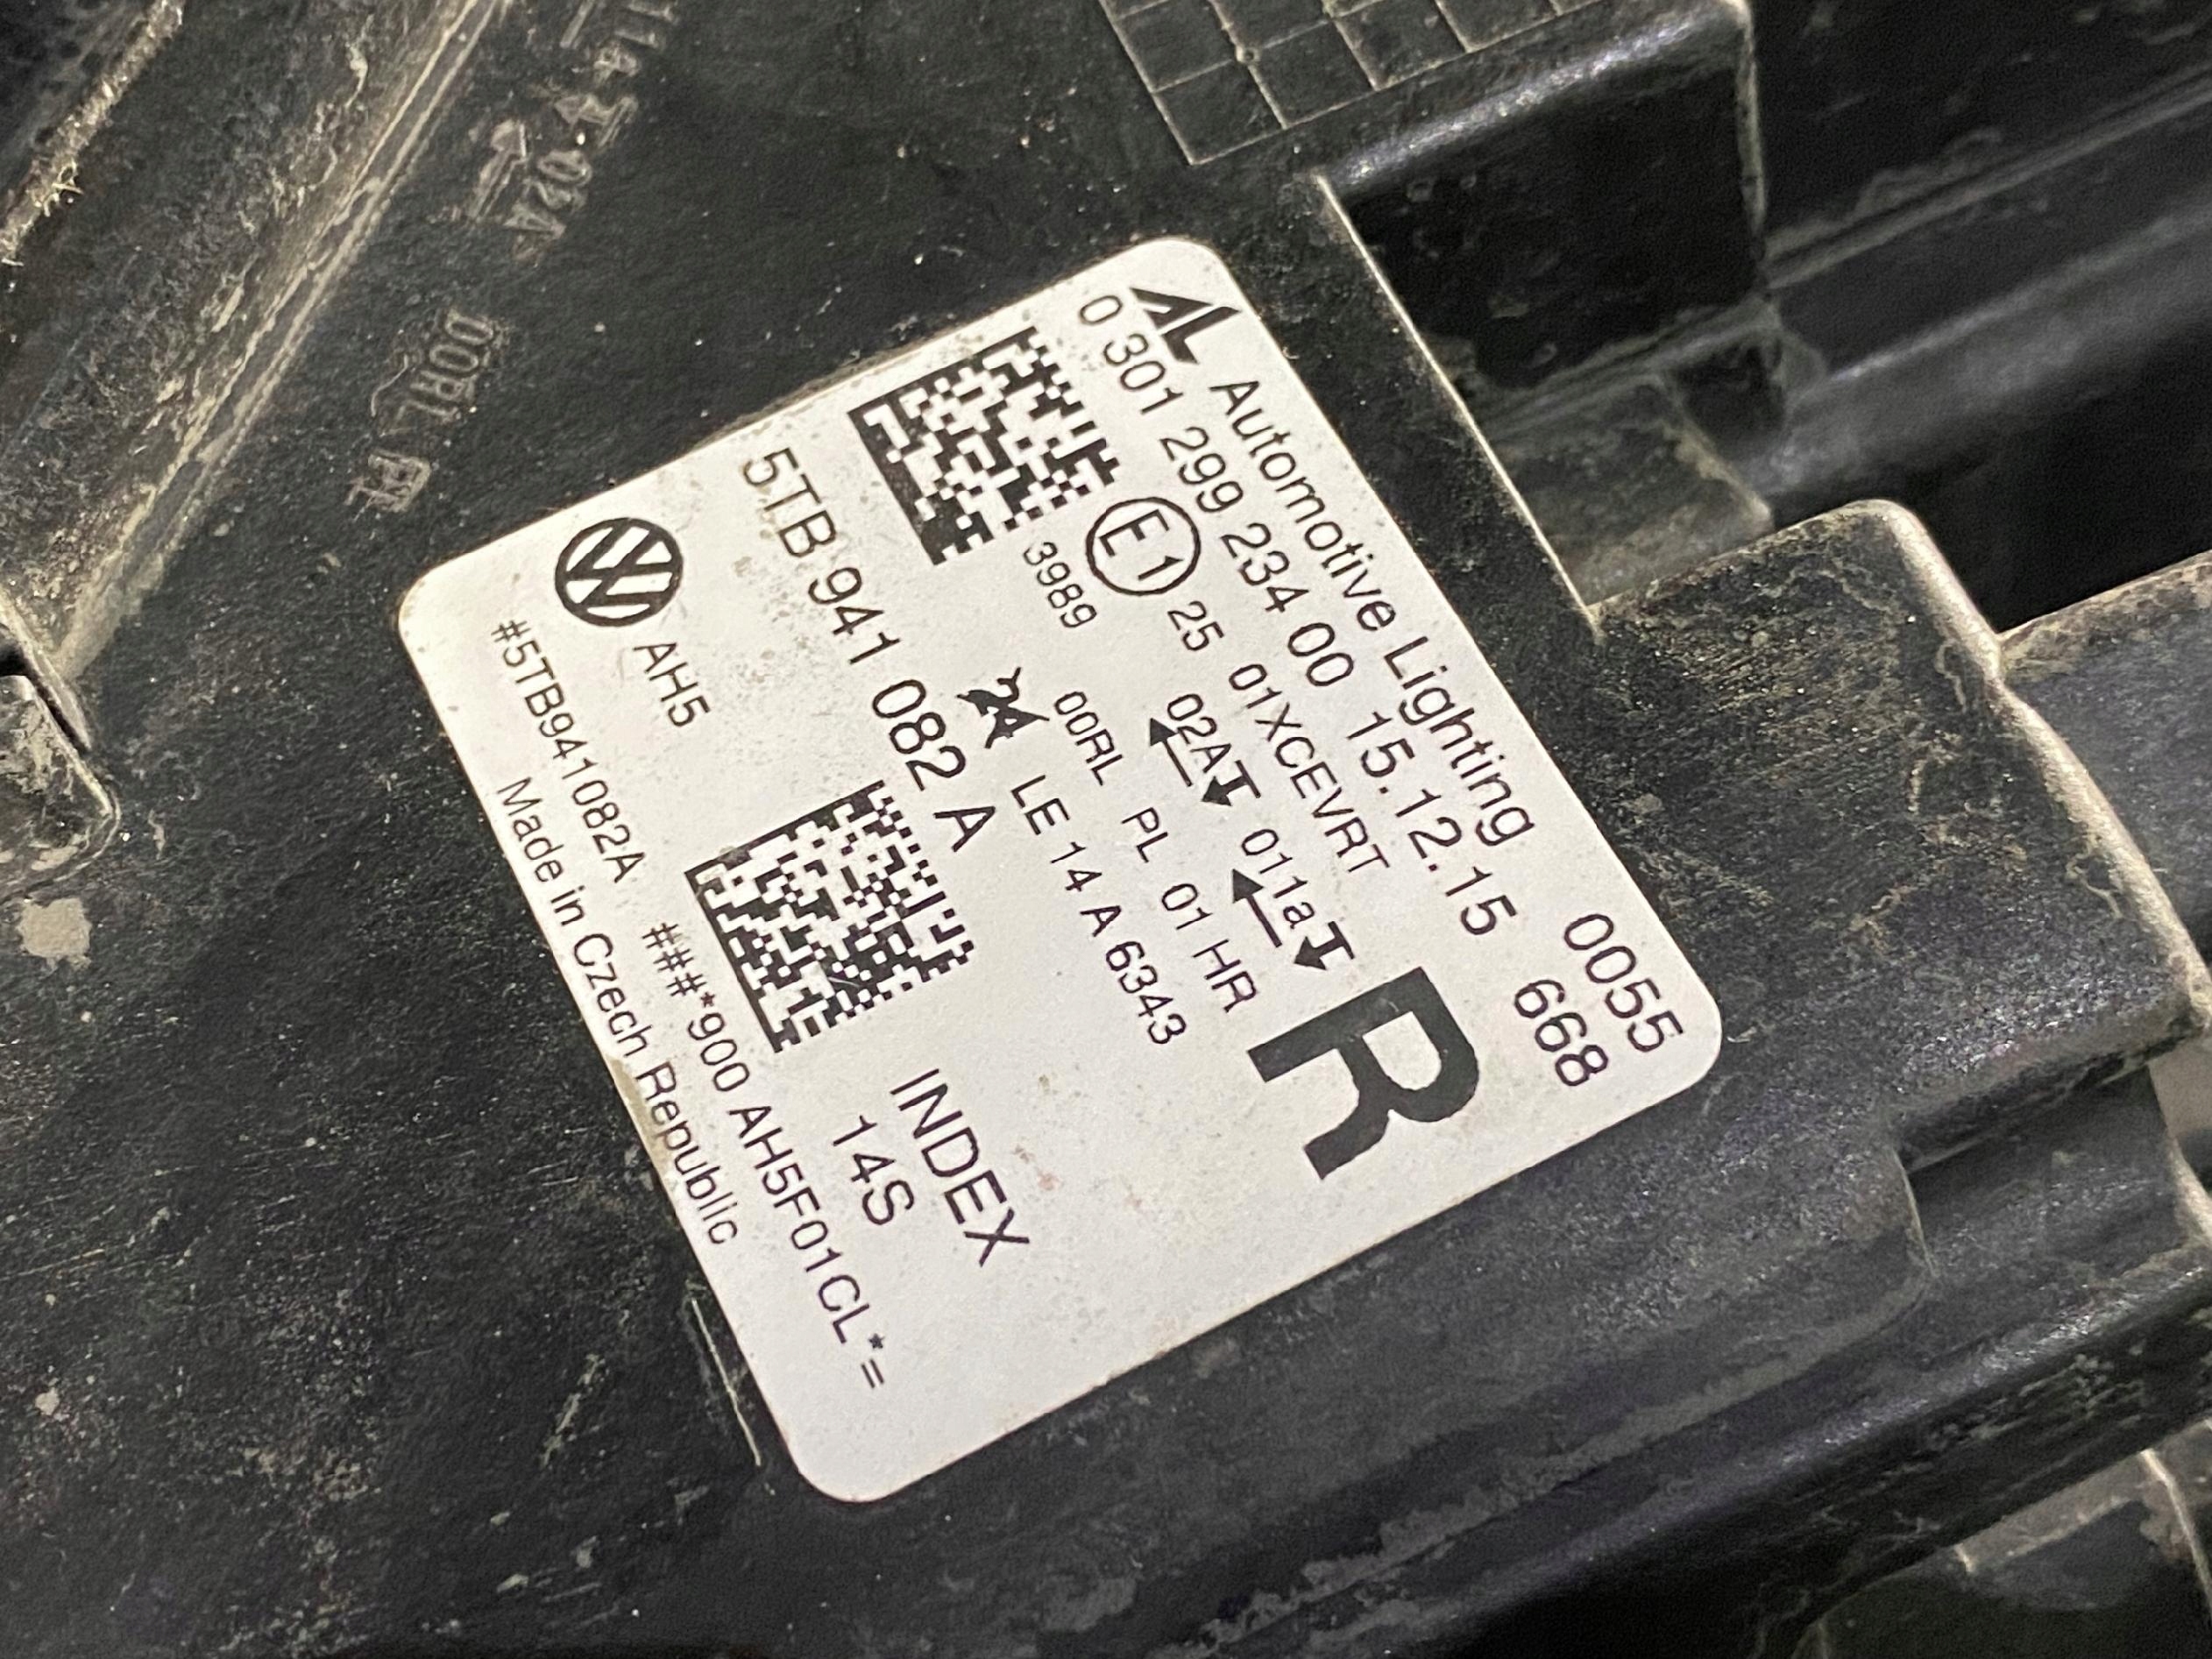 AL Automotive Lighting 0055
0 301 299 234 00 15.12.15 668
E1 25 01XCEVRT
02A 011a R
3989 00RL PL 01 HR
LE 14 A 6343
5TB 941 082 A
INDEX
14S
VW AH5
#5TB941082A ###*900 AH5F01CL*=
Made in Czech Republic
02A